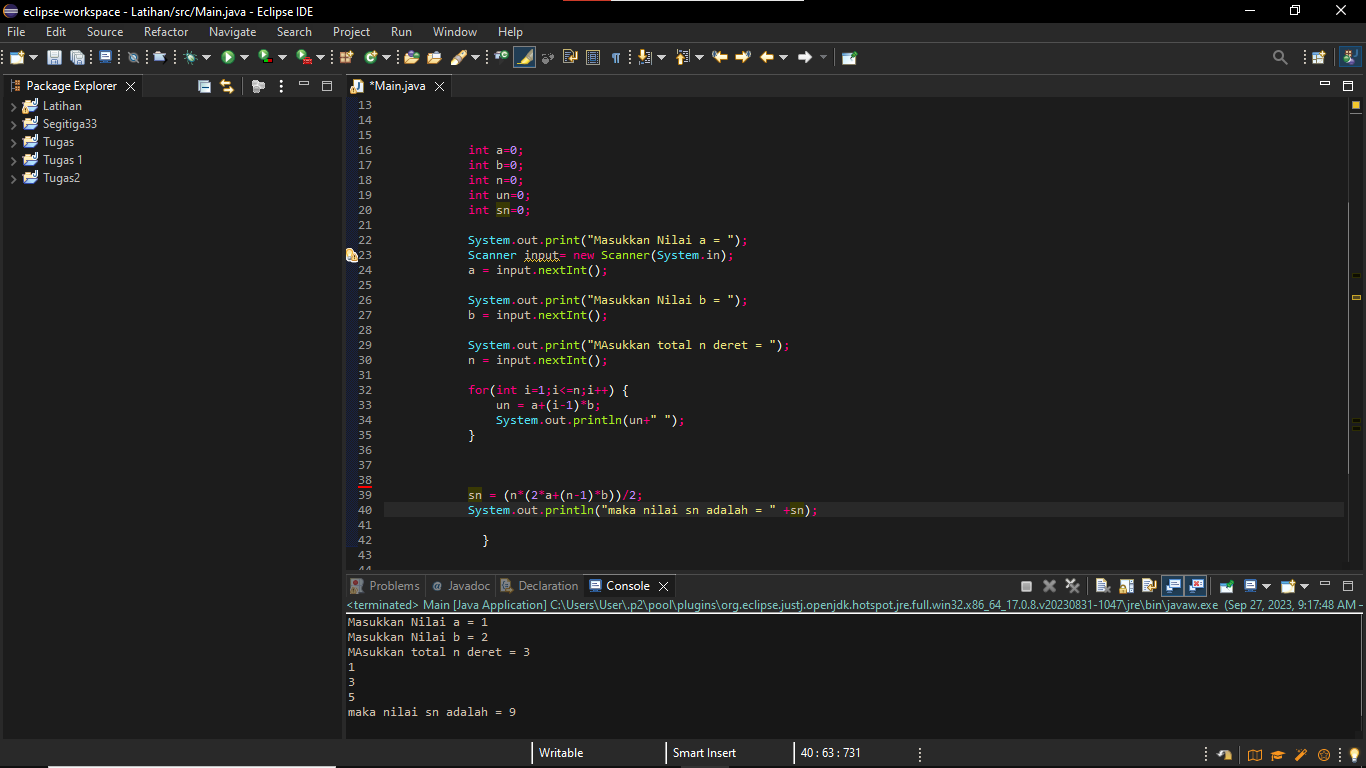 eclipse-workspace - Latihan/src/Main.java - Eclipse IDE
File Edit Source Refactor Navigate Search Project Run Window Help
Package Explorer
Latihan
Segitiga33
Tugas
Tugas 1
Tugas2
*Main.java
13
14
15
16 int a=0;
17 int b=0;
18 int n=0;
19 int un=0;
20 int sn=0;
21
22 System.out.print("Masukkan Nilai a = ");
23 Scanner input= new Scanner(System.in);
24 a = input.nextInt();
25
26 System.out.print("Masukkan Nilai b = ");
27 b = input.nextInt();
28
29 System.out.print("MAsukkan total n deret = ");
30 n = input.nextInt();
31
32 for(int i=1;i<=n;i++) {
33 un = a+(i-1)*b;
34 System.out.println(un+" ");
35 }
36
37
38
39 sn = (n*(2*a+(n-1)*b))/2;
40 System.out.println("maka nilai sn adalah = " +sn);
41
42 }
43
44
Problems Javadoc Declaration Console
<terminated> Main [Java Application] C:\Users\User\.p2\pool\plugins\org.eclipse.justj.openjdk.hotspot.jre.full.win32.x86_64_17.0.8.v20230831-1047\jre\bin\javaw.exe (Sep 27, 2023, 9:17:48 AM –
Masukkan Nilai a = 1
Masukkan Nilai b = 2
MAsukkan total n deret = 3
1
3
5
maka nilai sn adalah = 9
Writable Smart Insert 40 : 63 : 731